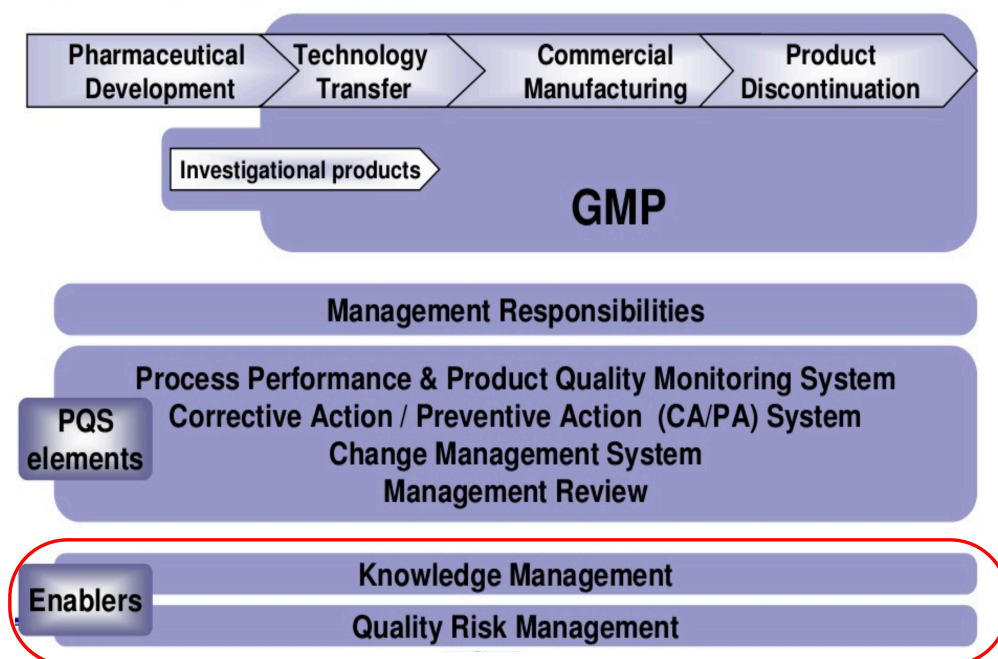 Pharmaceutical
Development
Technology
Transfer
Commercial
Manufacturing
Product
Discontinuation
Investigational products
GMP
Management Responsibilities
PQS
elements
Process Performance & Product Quality Monitoring System
Corrective Action / Preventive Action (CA/PA) System
Change Management System
Management Review
Enablers
Knowledge Management
Quality Risk Management